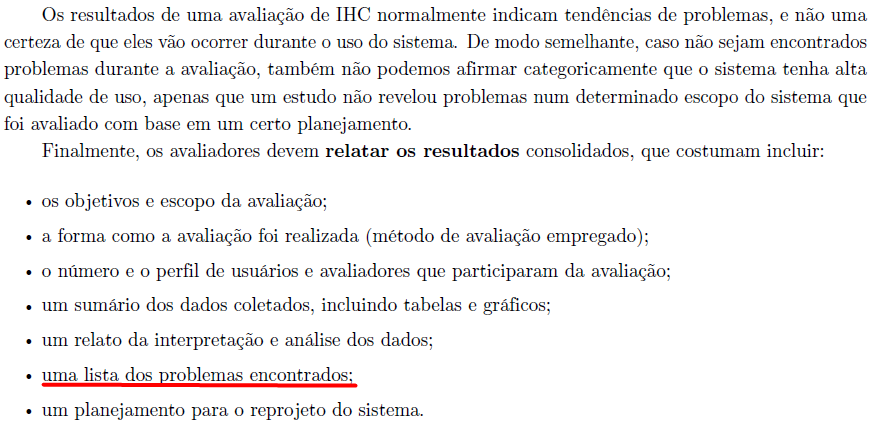 Os resultados de uma avaliação de IHC normalmente indicam tendências de problemas, e não uma
certeza de que eles vão ocorrer durante o uso do sistema. De modo semelhante, caso não sejam encontrados
problemas durante a avaliação, também não podemos afirmar categoricamente que o sistema tenha alta
qualidade de uso, apenas que um estudo não revelou problemas num determinado escopo do sistema que
foi avaliado com base em um certo planejamento.
Finalmente, os avaliadores devem relatar os resultados consolidados, que costumam incluir:
• os objetivos e escopo da avaliação;
• a forma como a avaliação foi realizada (método de avaliação empregado);
• o número e o perfil de usuários e avaliadores que participaram da avaliação;
• um sumário dos dados coletados, incluindo tabelas e gráficos;
• um relato da interpretação e análise dos dados;
• uma lista dos problemas encontrados;
• um planejamento para o reprojeto do sistema.